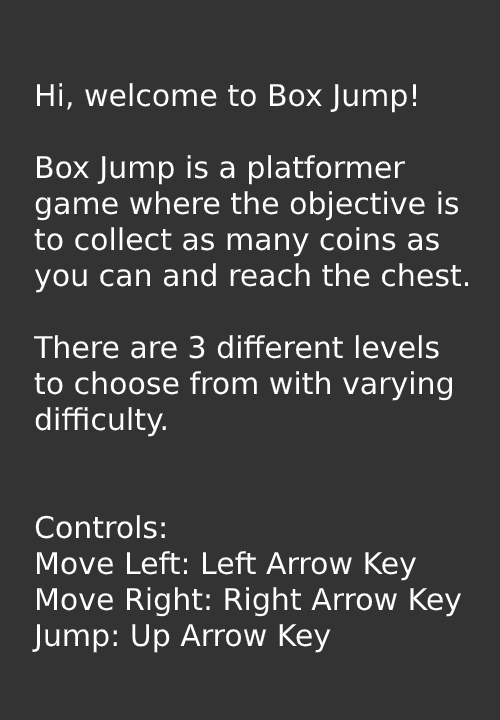 Hi, welcome to Box Jump!
Box Jump is a platformer
game where the objective is
to collect as many coins as
you can and reach the chest.
There are 3 different levels
to choose from with varying
difficulty.
Controls:
Move Left: Left Arrow Key
Move Right: Right Arrow Key
Jump: Up Arrow Key